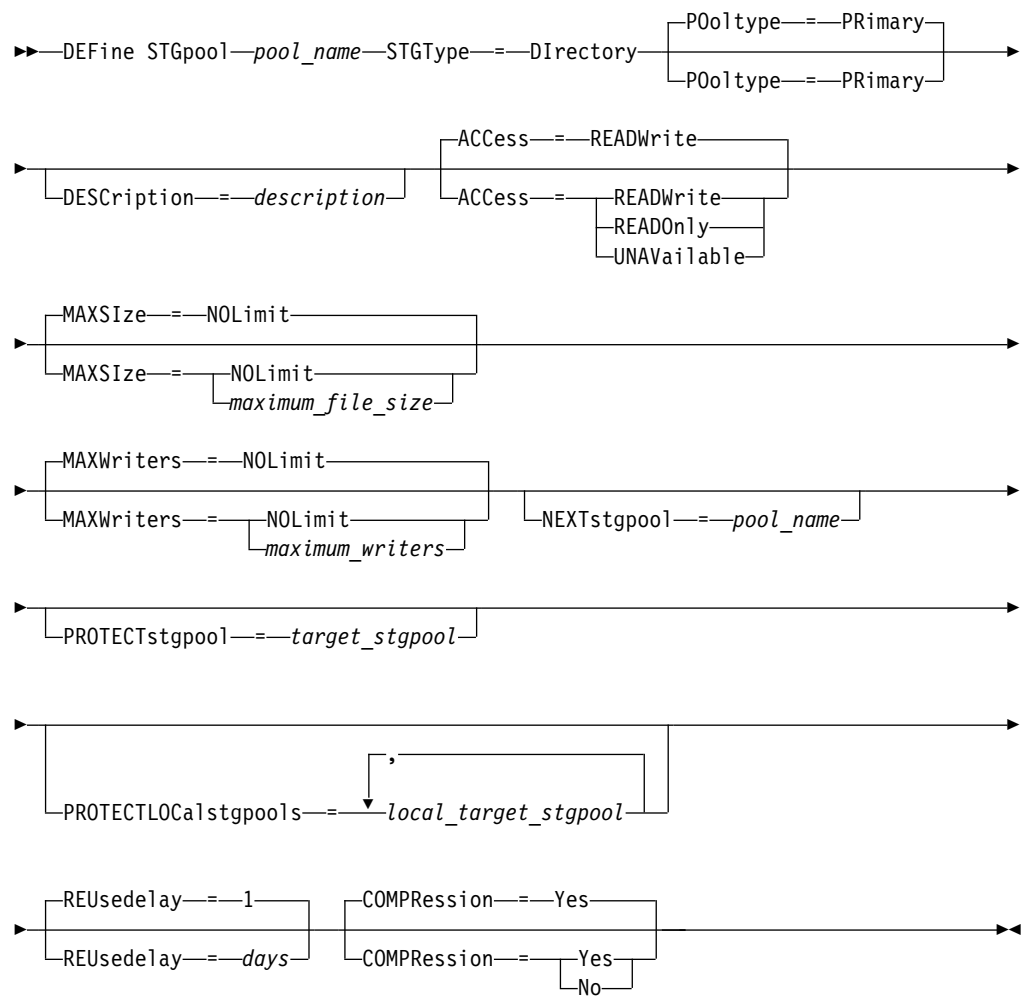 POoltype = PRimary
DEFine STGpool pool_name STGType = DIrectory
POoltype = PRimary
ACCess = READWrite
DESCription = description
ACCess = READWrite
READOnly
UNAVailable
MAXSIze = NOLimit
MAXSIze = NOLimit
maximum_file_size
MAXWriters = NOLimit
MAXWriters = NOLimit
maximum_writers
NEXTstgpool = pool_name
PROTECTstgpool = target_stgpool
,
PROTECTLOCalstgpools = local_target_stgpool
REUsedelay = 1
COMPRession = Yes
REUsedelay = days
COMPRession = Yes
No